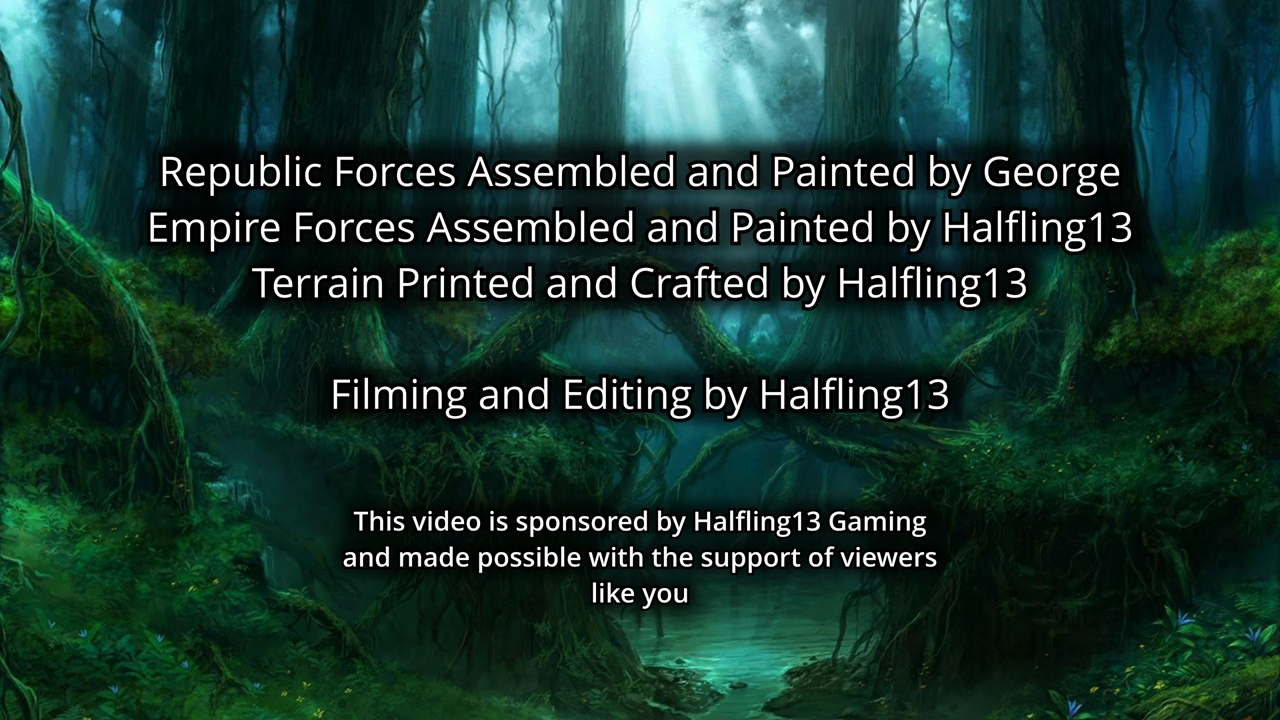 Republic Forces Assembled and Painted by George
Empire Forces Assembled and Painted by Halfling13
Terrain Printed and Crafted by Halfling13
Filming and Editing by Halfling13
This video is sponsored by Halfling13 Gaming
and made possible with the support of viewers
like you